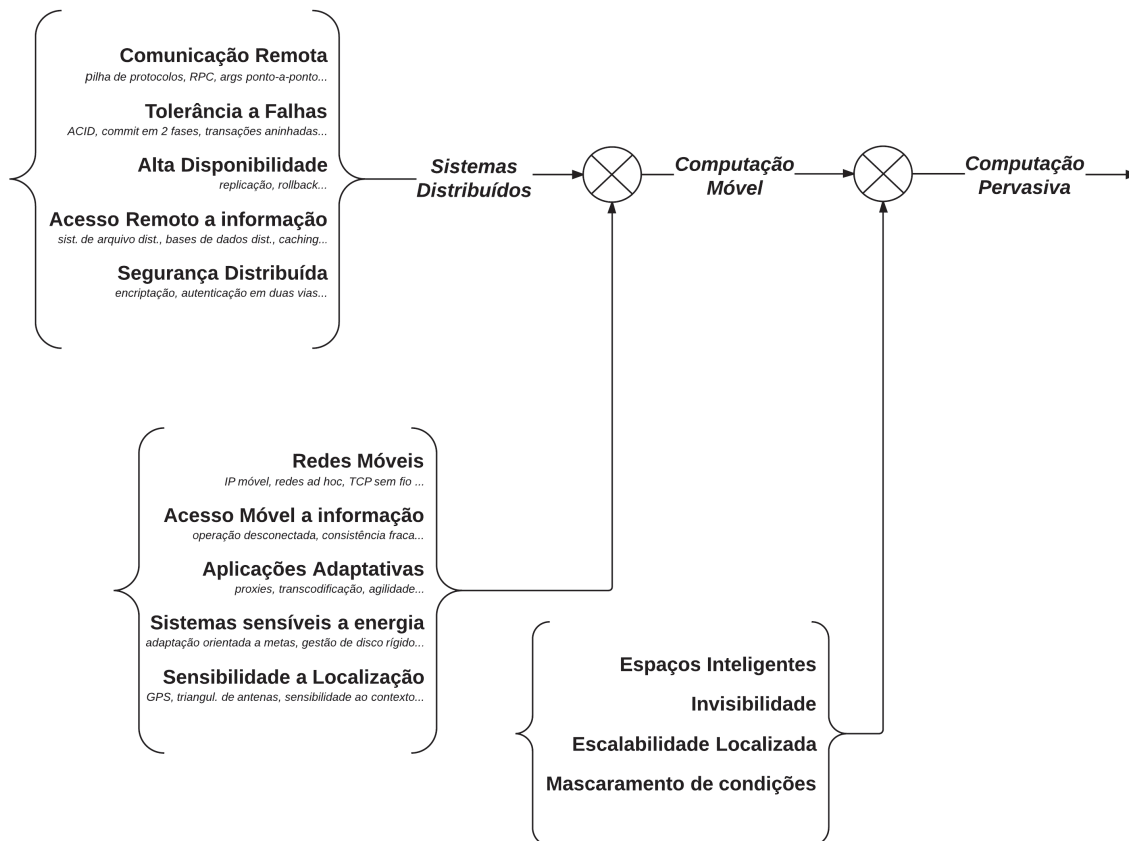 Comunicação Remota
pilha de protocolos, RPC, args ponto-a-ponto...
Tolerância a Falhas
ACID, commit em 2 fases, transações aninhadas...
Alta Disponibilidade
replicação, rollback...
Acesso Remoto a informação
sist. de arquivo dist., bases de dados dist., caching...
Segurança Distribuída
encriptação, autenticação em duas vias...
Sistemas
Distribuídos
Computação
Móvel
Computação
Pervasiva
Redes Móveis
IP móvel, redes ad hoc, TCP sem fio ...
Acesso Móvel a informação
operação desconectada, consistência fraca...
Aplicações Adaptativas
proxies, transcodificação, agilidade...
Sistemas sensíveis a energia
adaptação orientada a metas, gestão de disco rígido...
Sensibilidade a Localização
GPS, triangul. de antenas, sensibilidade ao contexto...
Espaços Inteligentes
Invisibilidade
Escalabilidade Localizada
Mascaramento de condições